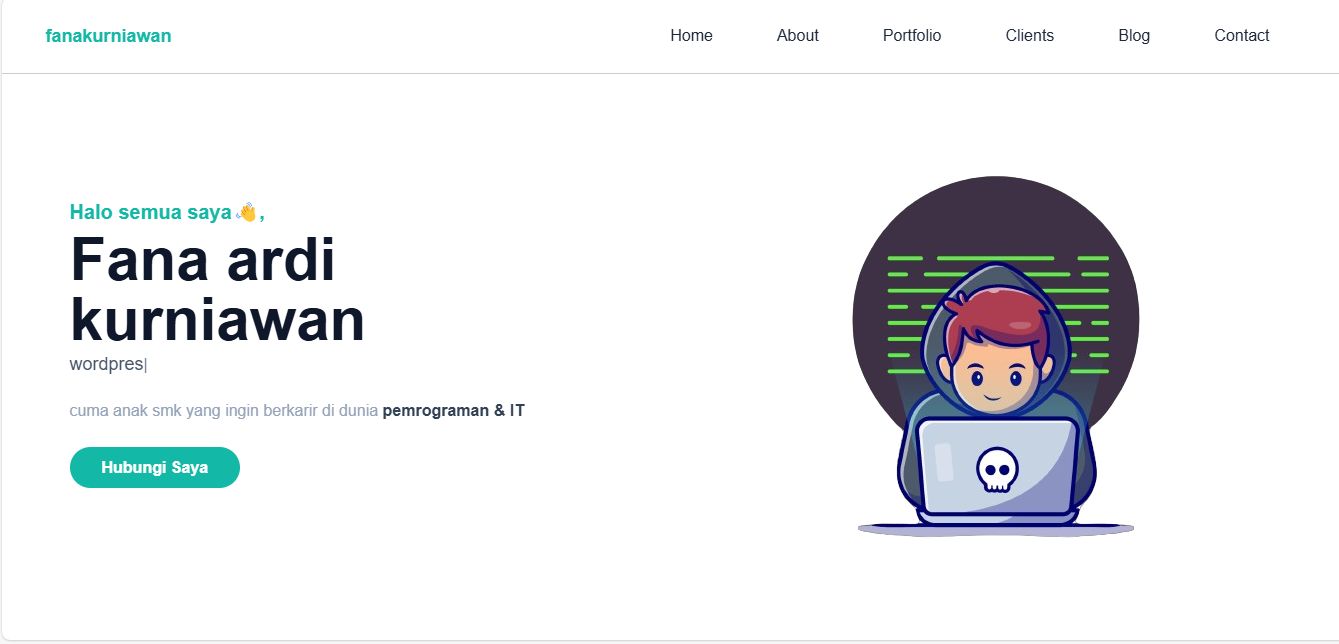 fanakurniawan
Home About Portfolio Clients Blog Contact
Halo semua saya 👋,
Fana ardi
kurniawan
wordpres|
cuma anak smk yang ingin berkarir di dunia pemrograman & IT
Hubungi Saya